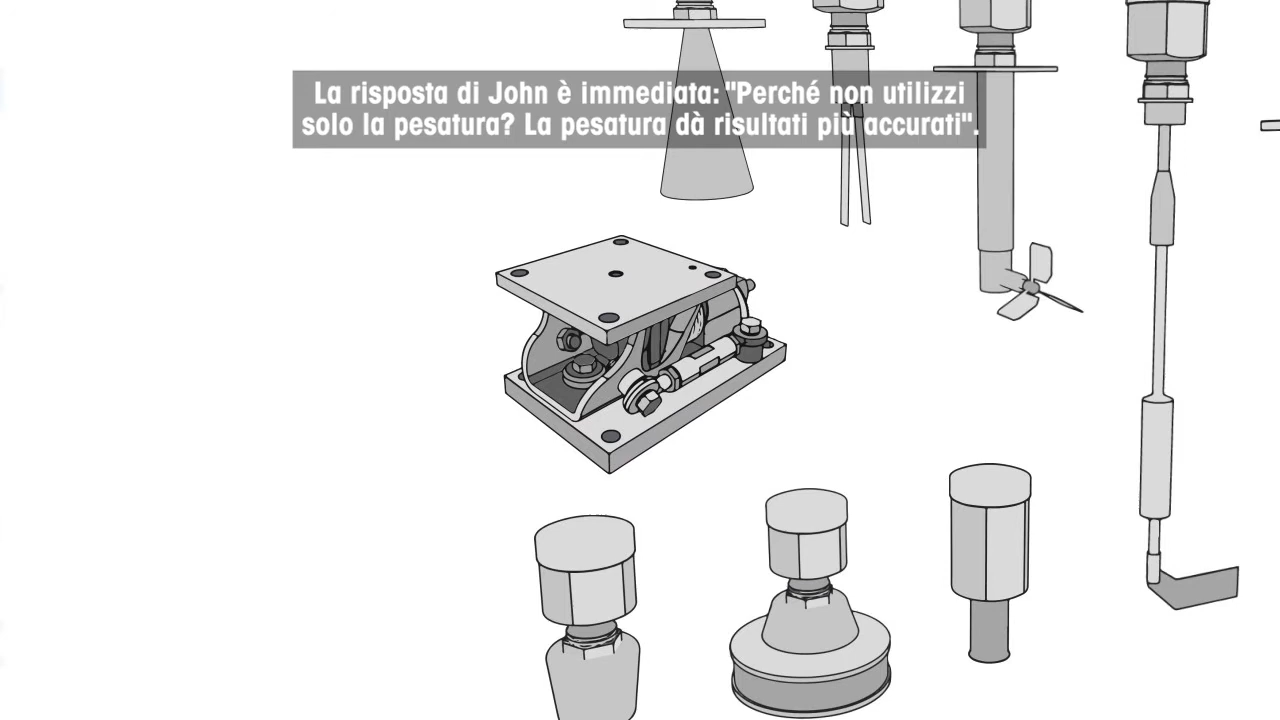 La risposta di John è immediata: "Perché non utilizzi
solo la pesatura? La pesatura dà risultati più accurati".